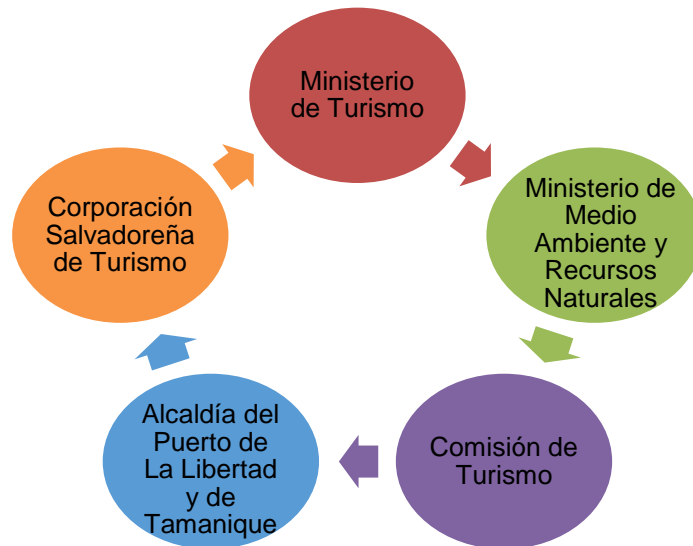 Ministerio
de Turismo
Ministerio de
Medio
Ambiente y
Recursos
Naturales
Comisión de
Turismo
Alcaldía del
Puerto de
La Libertad
y de
Tamanique
Corporación
Salvadoreña
de Turismo